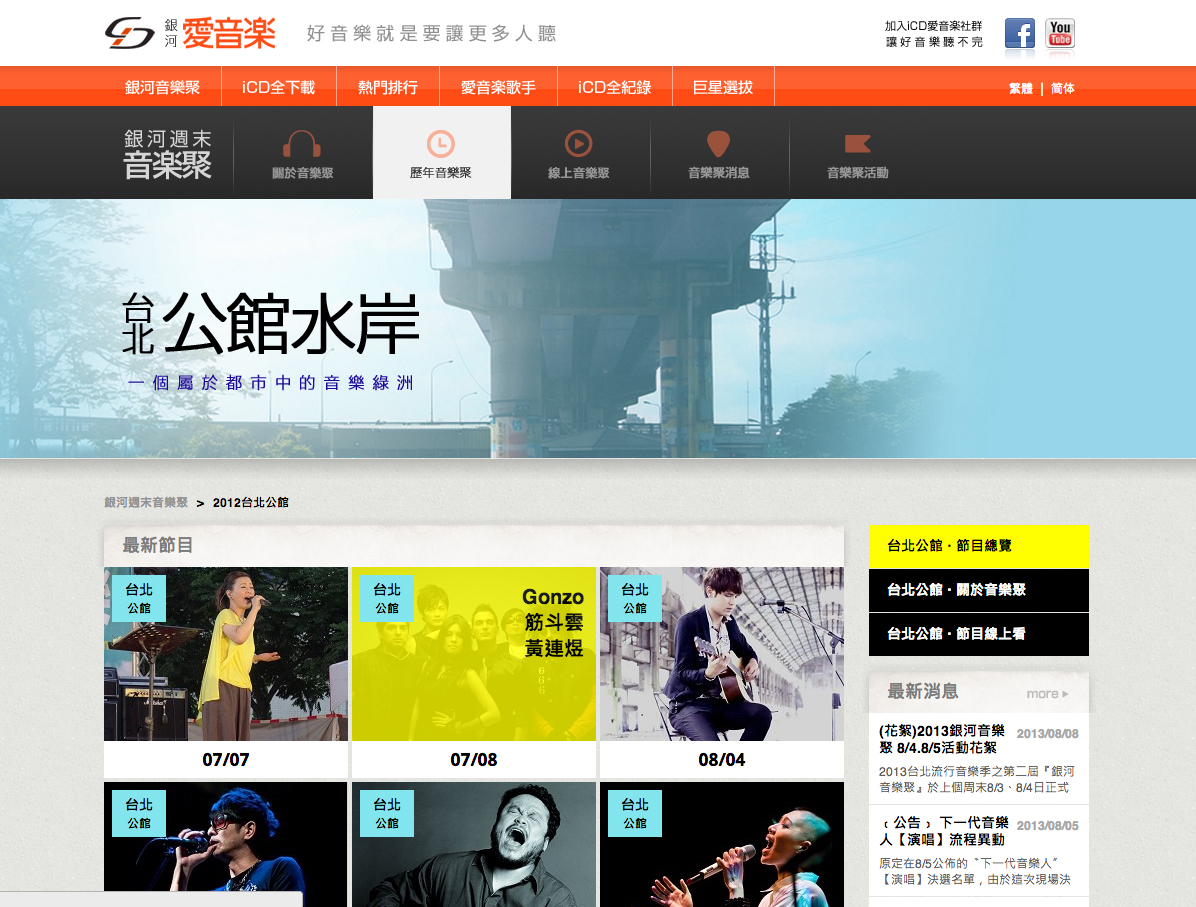 銀河
愛音楽
好音樂就是要讓更多人聽
加入iCD愛音楽社群
讓好音樂聽不完
You
Tube
銀河音樂聚
iCD全下載
熱門排行
愛音楽歌手
iCD全紀錄
巨星選拔
繁體 | 简体
銀河週末
音楽聚
關於音樂聚
歷年音樂聚
線上音樂聚
音樂聚消息
音樂聚活動
台北
公館水岸
一個屬於都市中的音樂綠洲
銀河週末音樂聚 > 2012台北公館
最新節目
台北
公館
07/07
台北
公館
Gonzo
筋斗雲
黃連煜
666
07/08
台北
公館
08/04
台北
公館
台北
公館
台北
公館
台北公館・節目總覽
台北公館・關於音樂聚
台北公館・節目線上看
最新消息
more
(花絮)2013銀河音樂
聚 8/4.8/5活動花絮
2013/08/08
2013台北流行音樂季之第二屆『銀河
音樂聚』於上個周末8/3、8/4日正式
﹝公告﹞ 下一代音樂
人【演唱】流程異動
2013/08/05
原定在8/5公佈的〝下一代音樂人〞
【演唱】決選名單，由於這次現場決